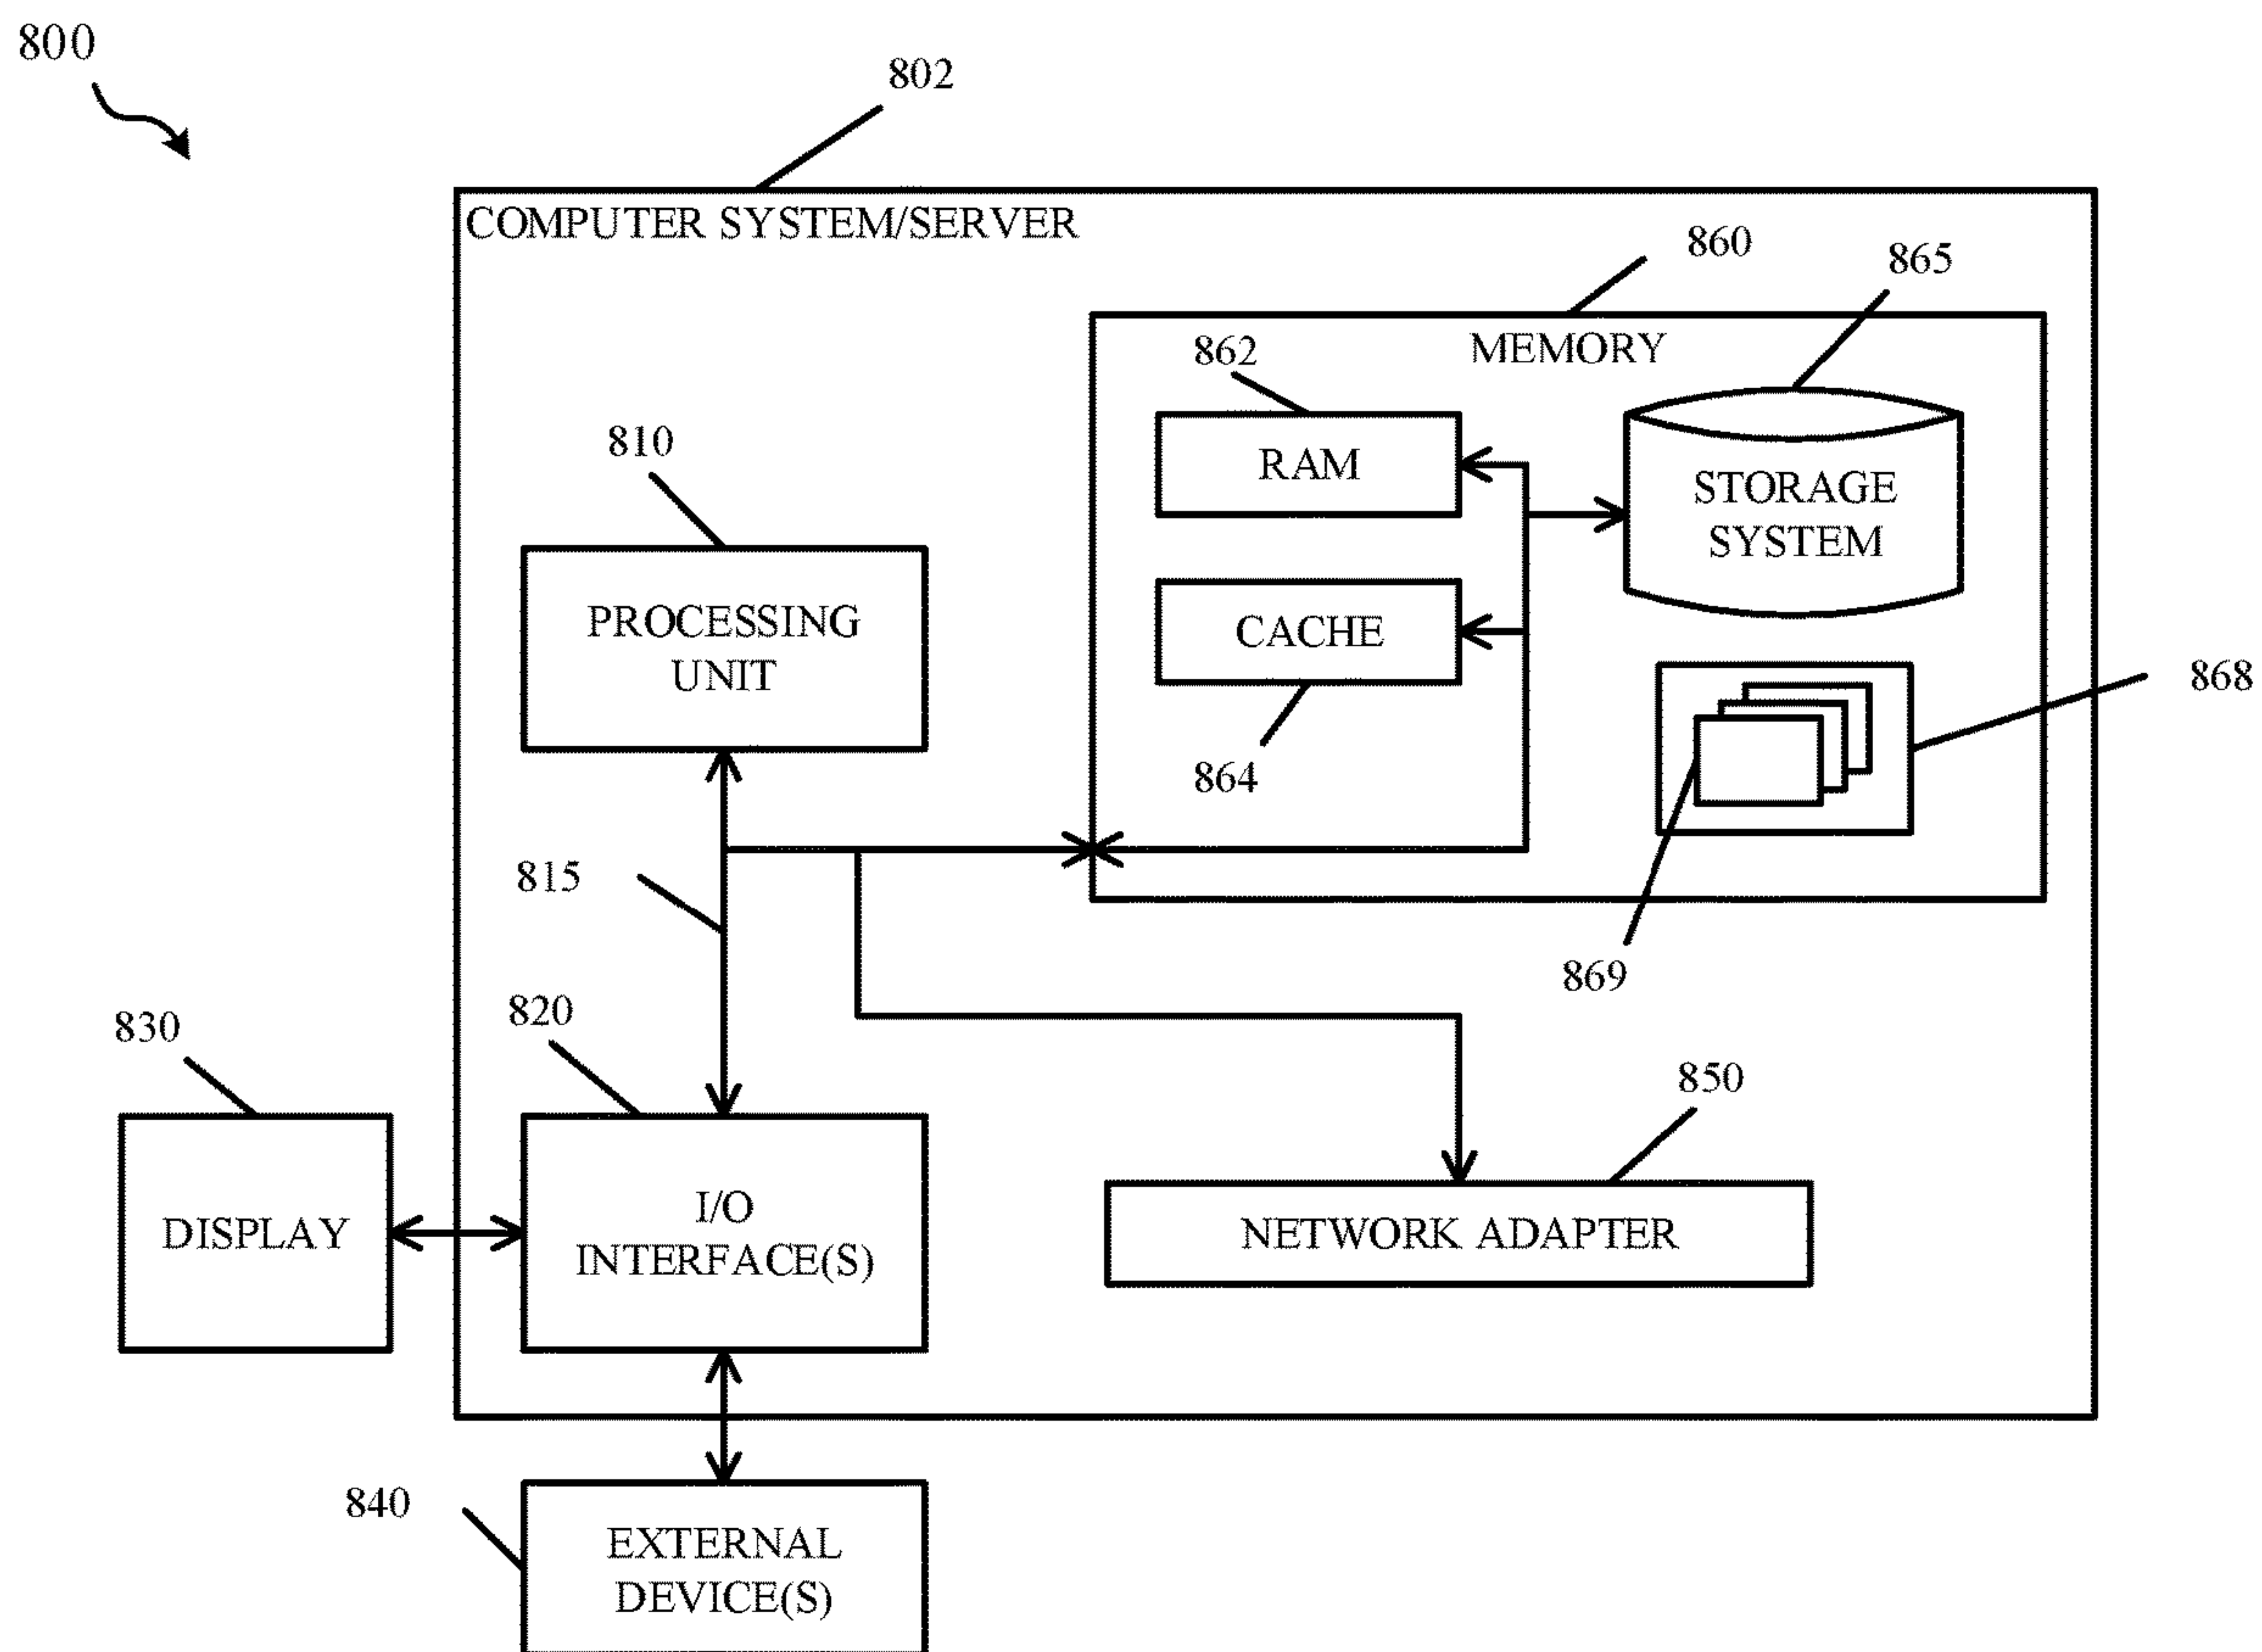 800
802
COMPUTER SYSTEM/SERVER
860
865
MEMORY
862
RAM
STORAGE
SYSTEM
810
PROCESSING
UNIT
CACHE
864
868
815
869
820
830
850
DISPLAY
I/O
INTERFACE(S)
NETWORK ADAPTER
840
EXTERNAL
DEVICE(S)